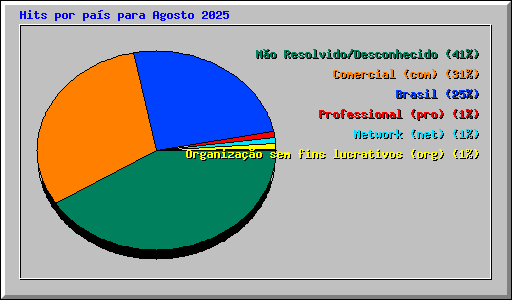 Hits por país para Agosto 2025
Não Resolvido/Desconhecido (41%)
Comercial (com) (31%)
Brasil (25%)
Professional (pro) (1%)
Network (net) (1%)
Organização sem fins lucrativos (org) (1%)